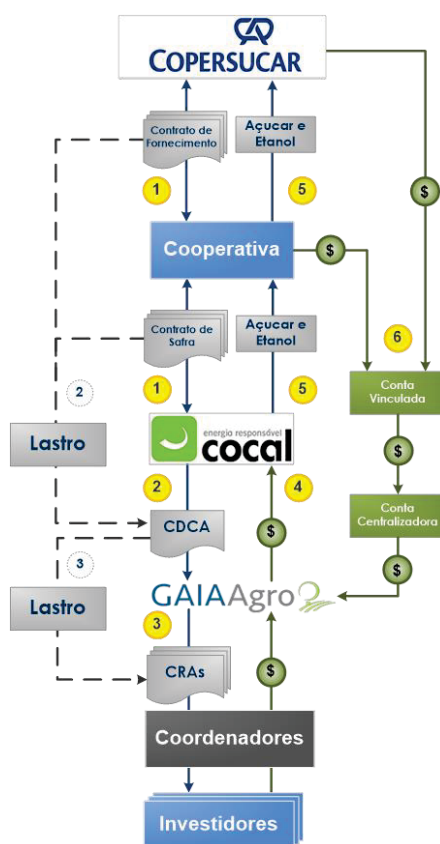 COPERSUCAR
Contrato de
Fornecimento
Açucar e
Etanol
1
5
Cooperativa
$
$
Contrato de
Safra
Açucar e
Etanol
6
1
5
2
Conta
Vinculada
Lastro
energia responsável
cocal
$
2
4
CDCA
$
Conta
Centralizadora
3
$
GAIAAgro
Lastro
3
CRAs
$
Coordenadores
Investidores